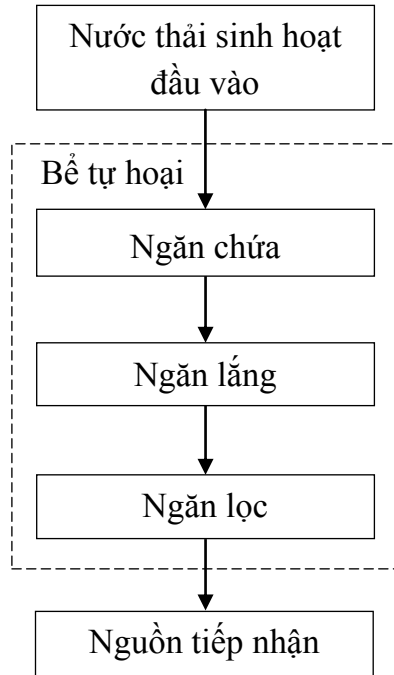 Nước thải sinh hoạt
đầu vào
Bể tự hoại
Ngăn chứa
Ngăn lắng
Ngăn lọc
Nguồn tiếp nhận